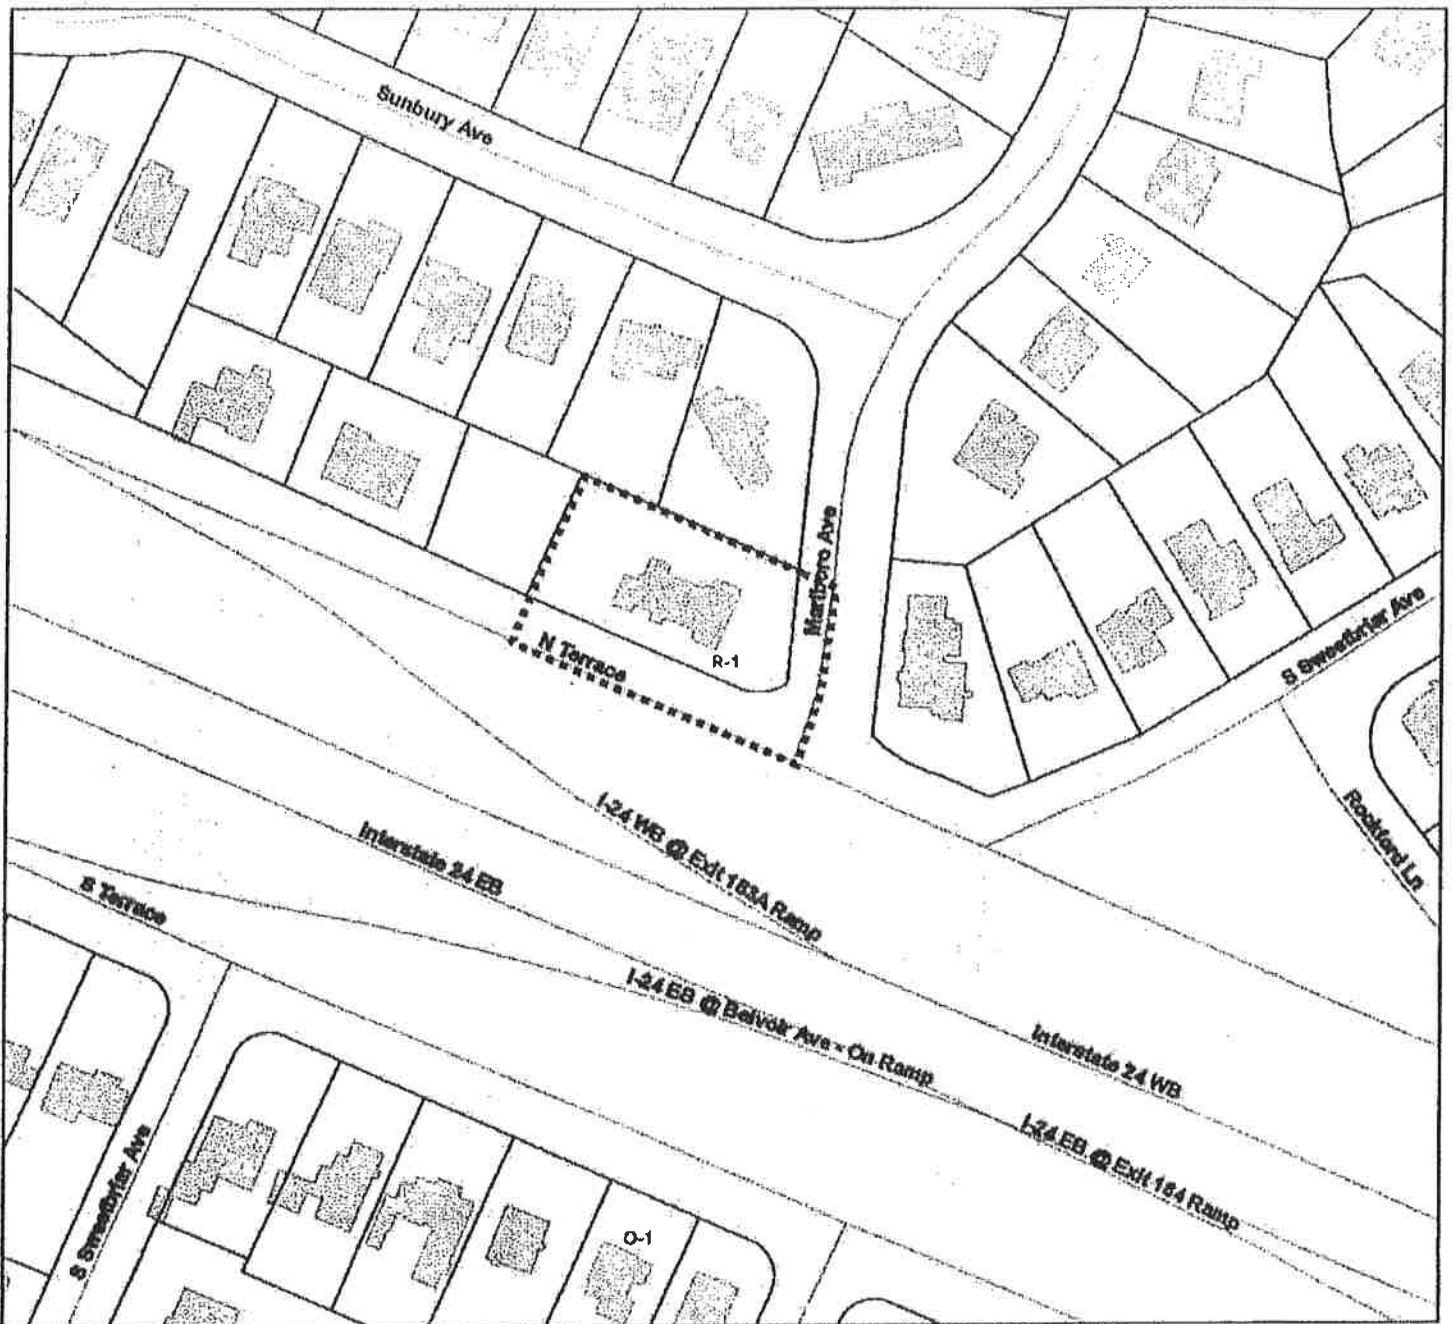 Sunbury Ave
Marlboro Ave
N Terrace
R-1
S Sweetbriar Ave
Rockford Ln
I-24 WB @ Exit 183A Ramp
Interstate 24 EB
S Terrace
I-24 EB @ Belvoir Ave - On Ramp
Interstate 24 WB
I-24 EB @ Exit 184 Ramp
S Sweetbriar Ave
O-1